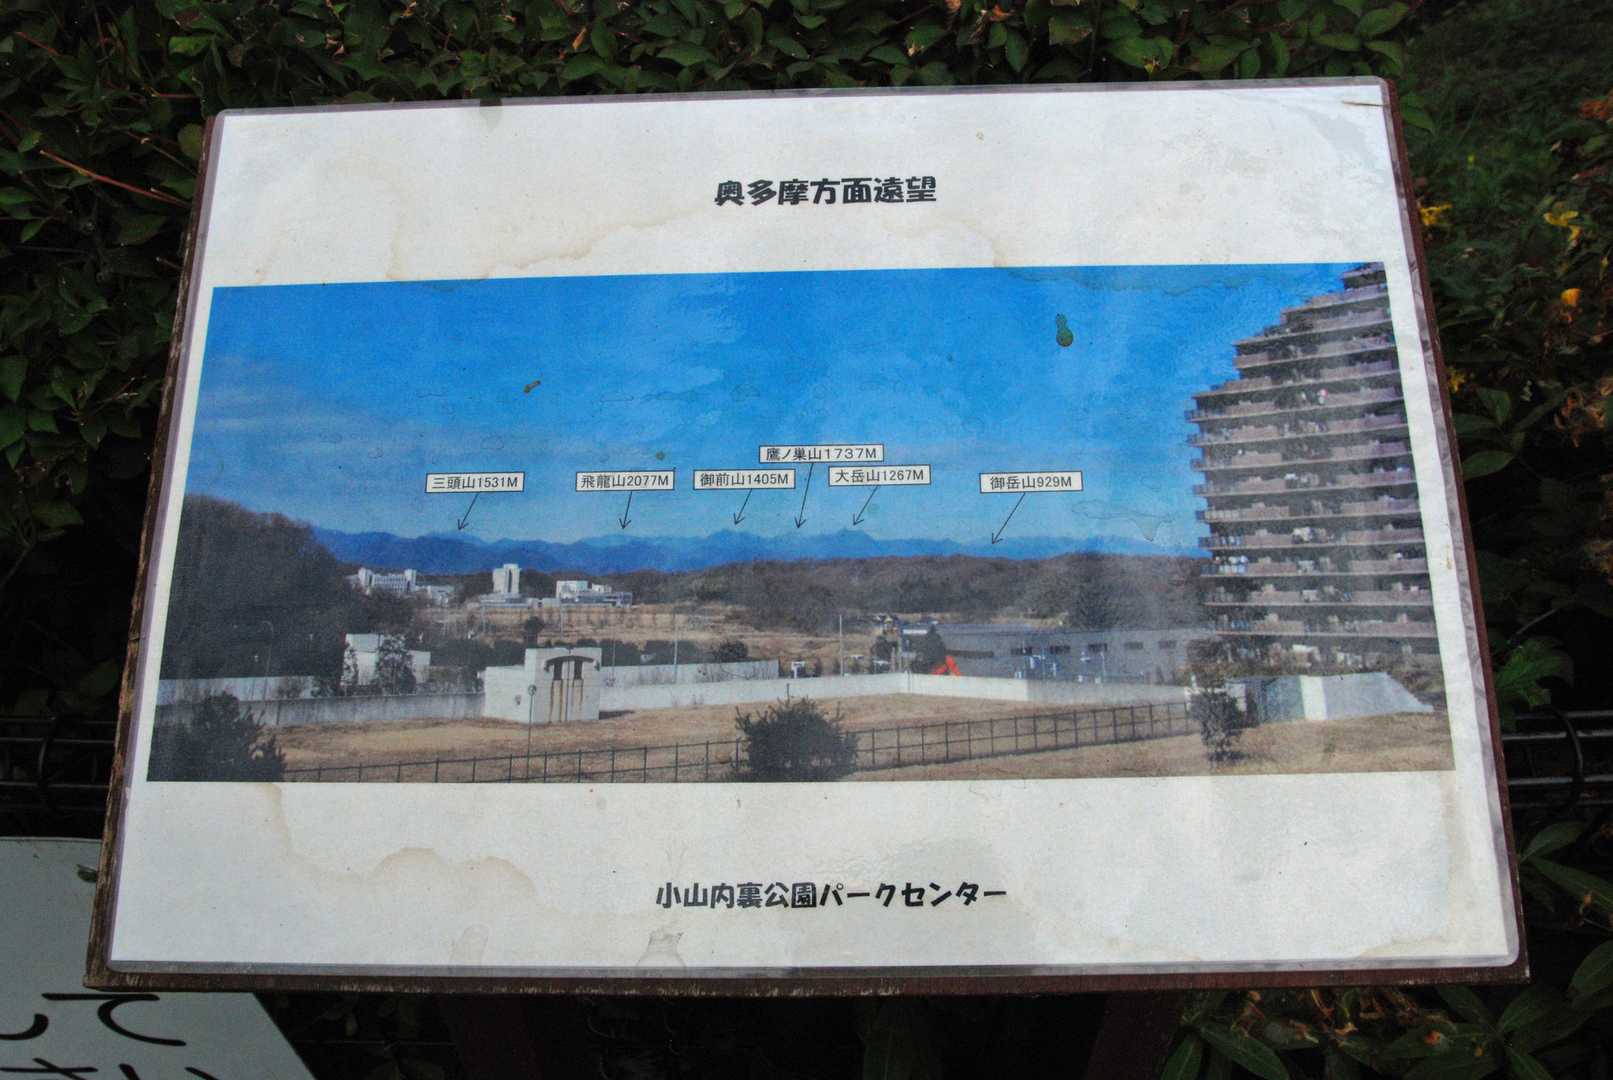 奥多摩方面遠望
鷹ノ巣山1737M
三頭山1531M
飛龍山2077M
御前山1405M
大岳山1267M
御岳山929M
小山内裏公園パークセンター